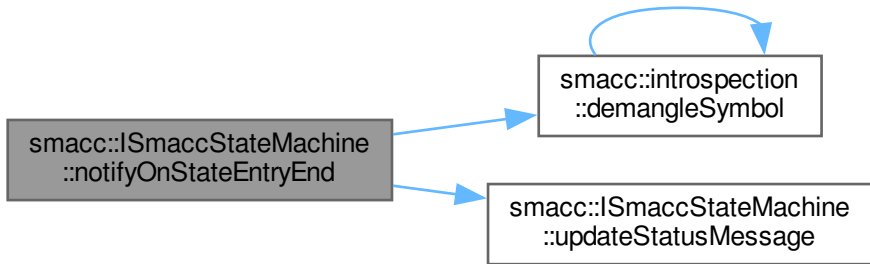 smacc::ISmaccStateMachine
::notifyOnStateEntryEnd
smacc::introspection
::demangleSymbol
smacc::ISmaccStateMachine
::updateStatusMessage